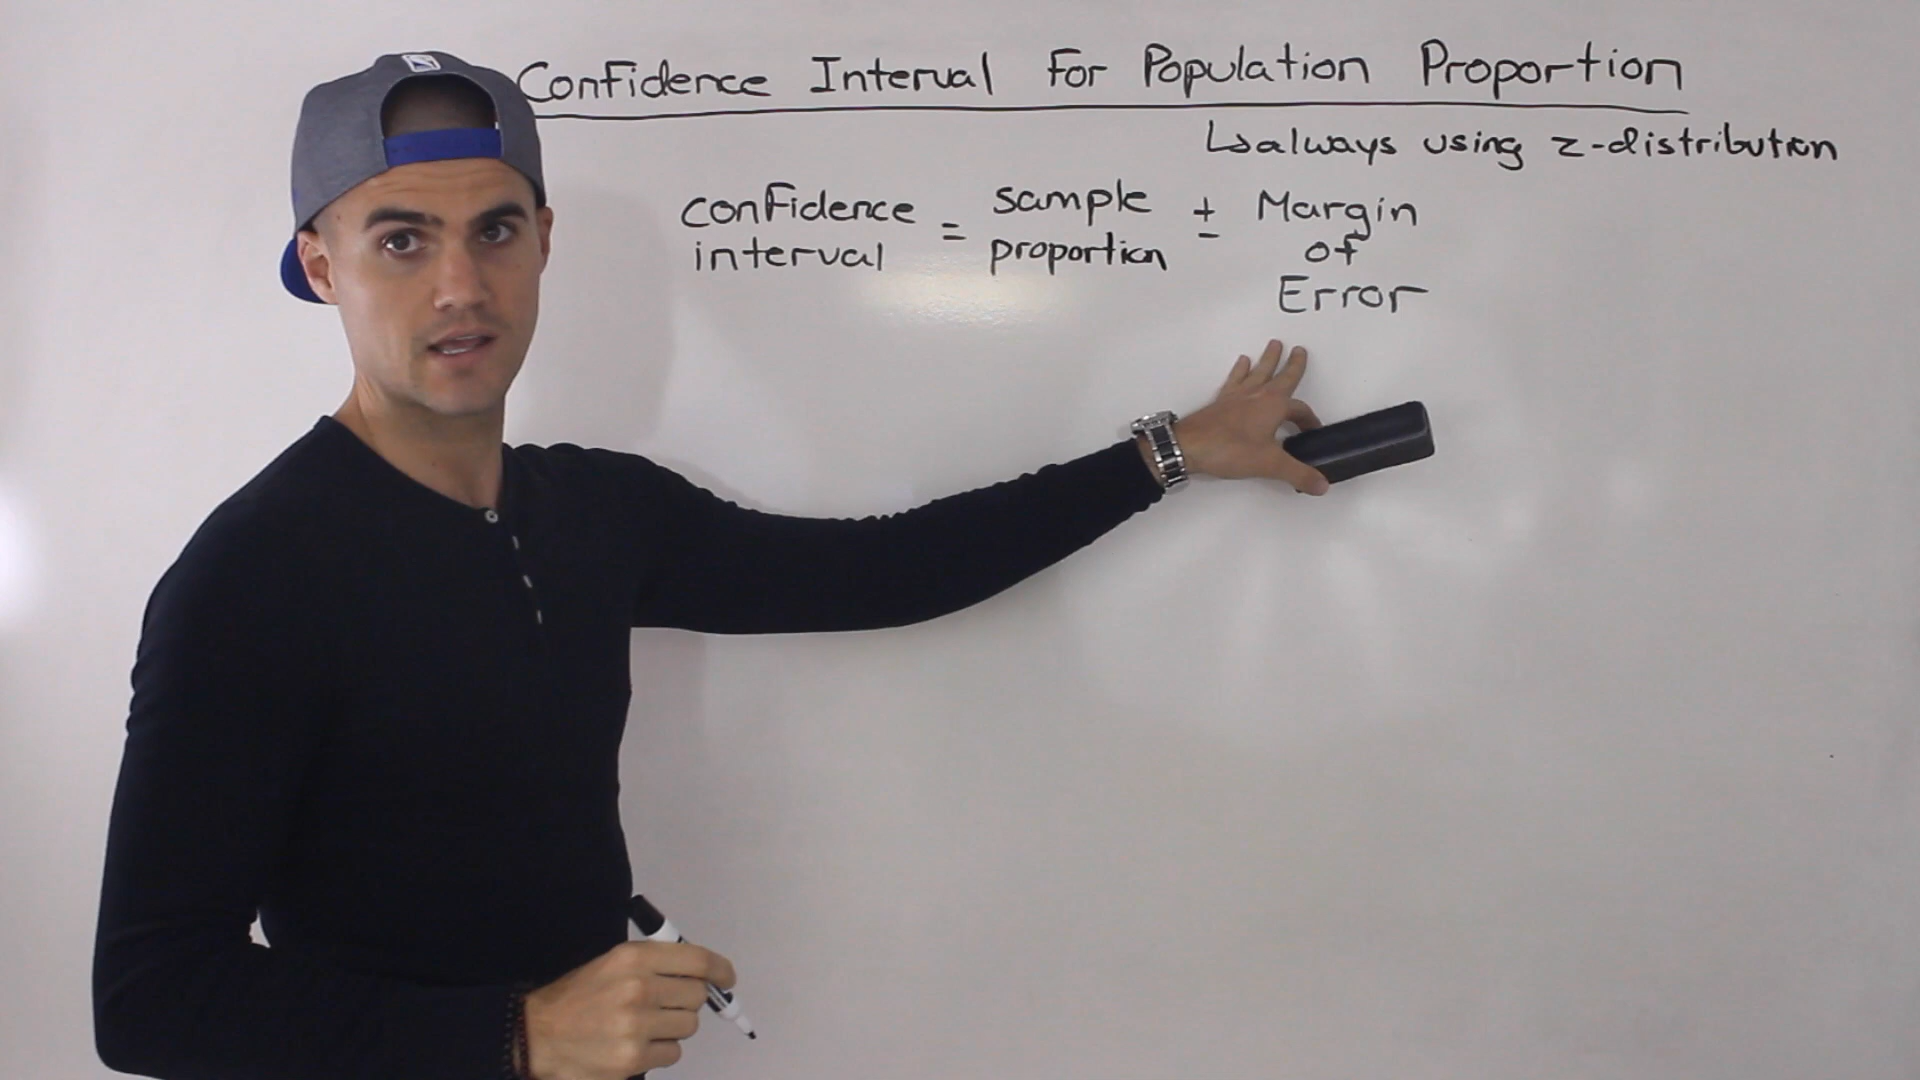 Confidence Interval For Population Proportion
↳always using z-distribution
confidence interval = sample proportion ± Margin of Error